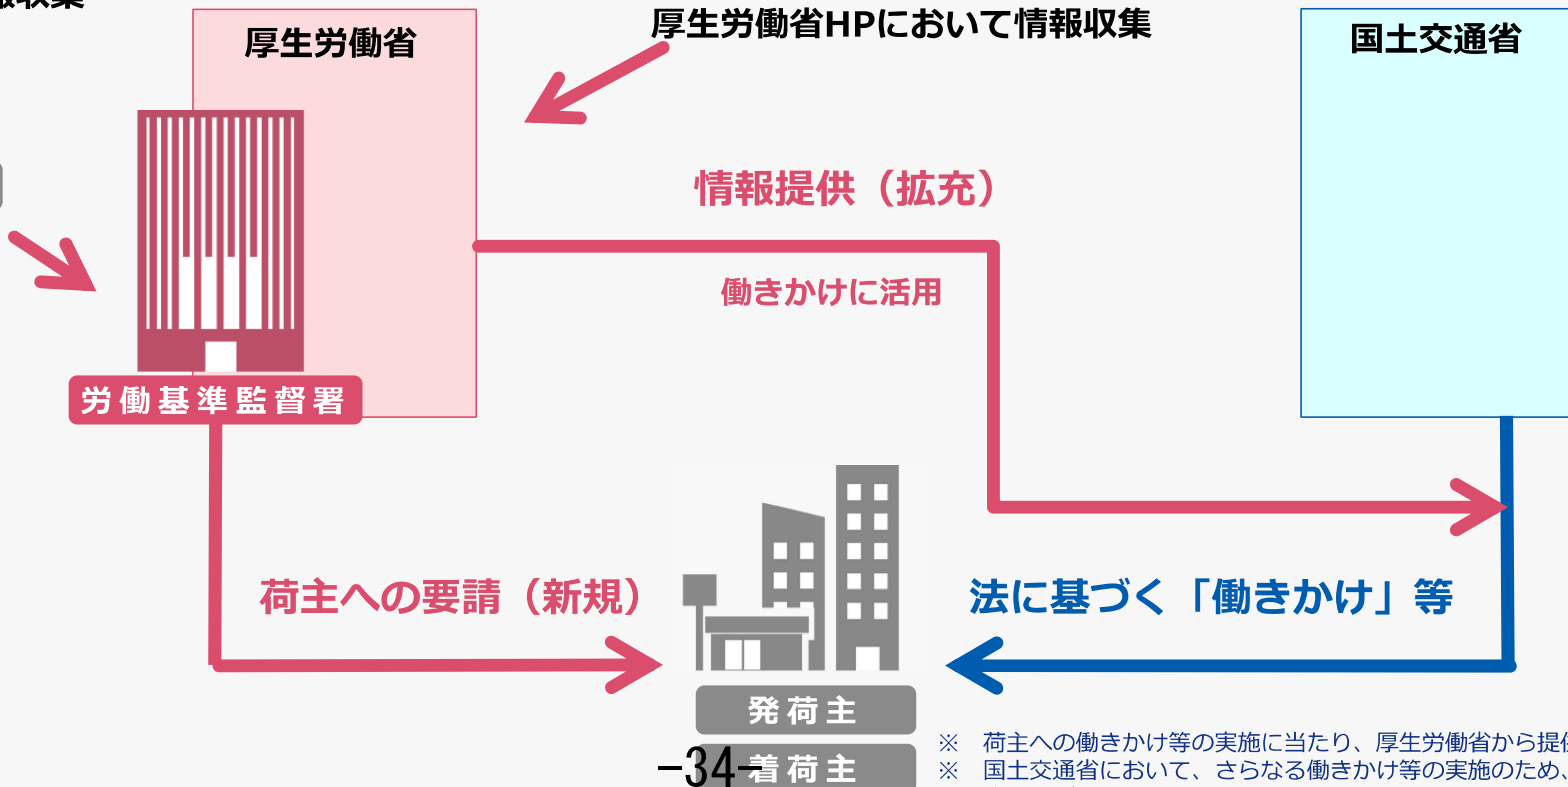 報収集
厚生労働省
厚生労働省HPにおいて情報収集
国土交通省
情報提供（拡充）
働きかけに活用
労働基準監督署
荷主への要請（新規）
法に基づく「働きかけ」等
発荷主
着荷主
※　荷主への働きかけ等の実施に当たり、厚生労働省から提供
※　国土交通省において、さらなる働きかけ等の実施のため、
−34−